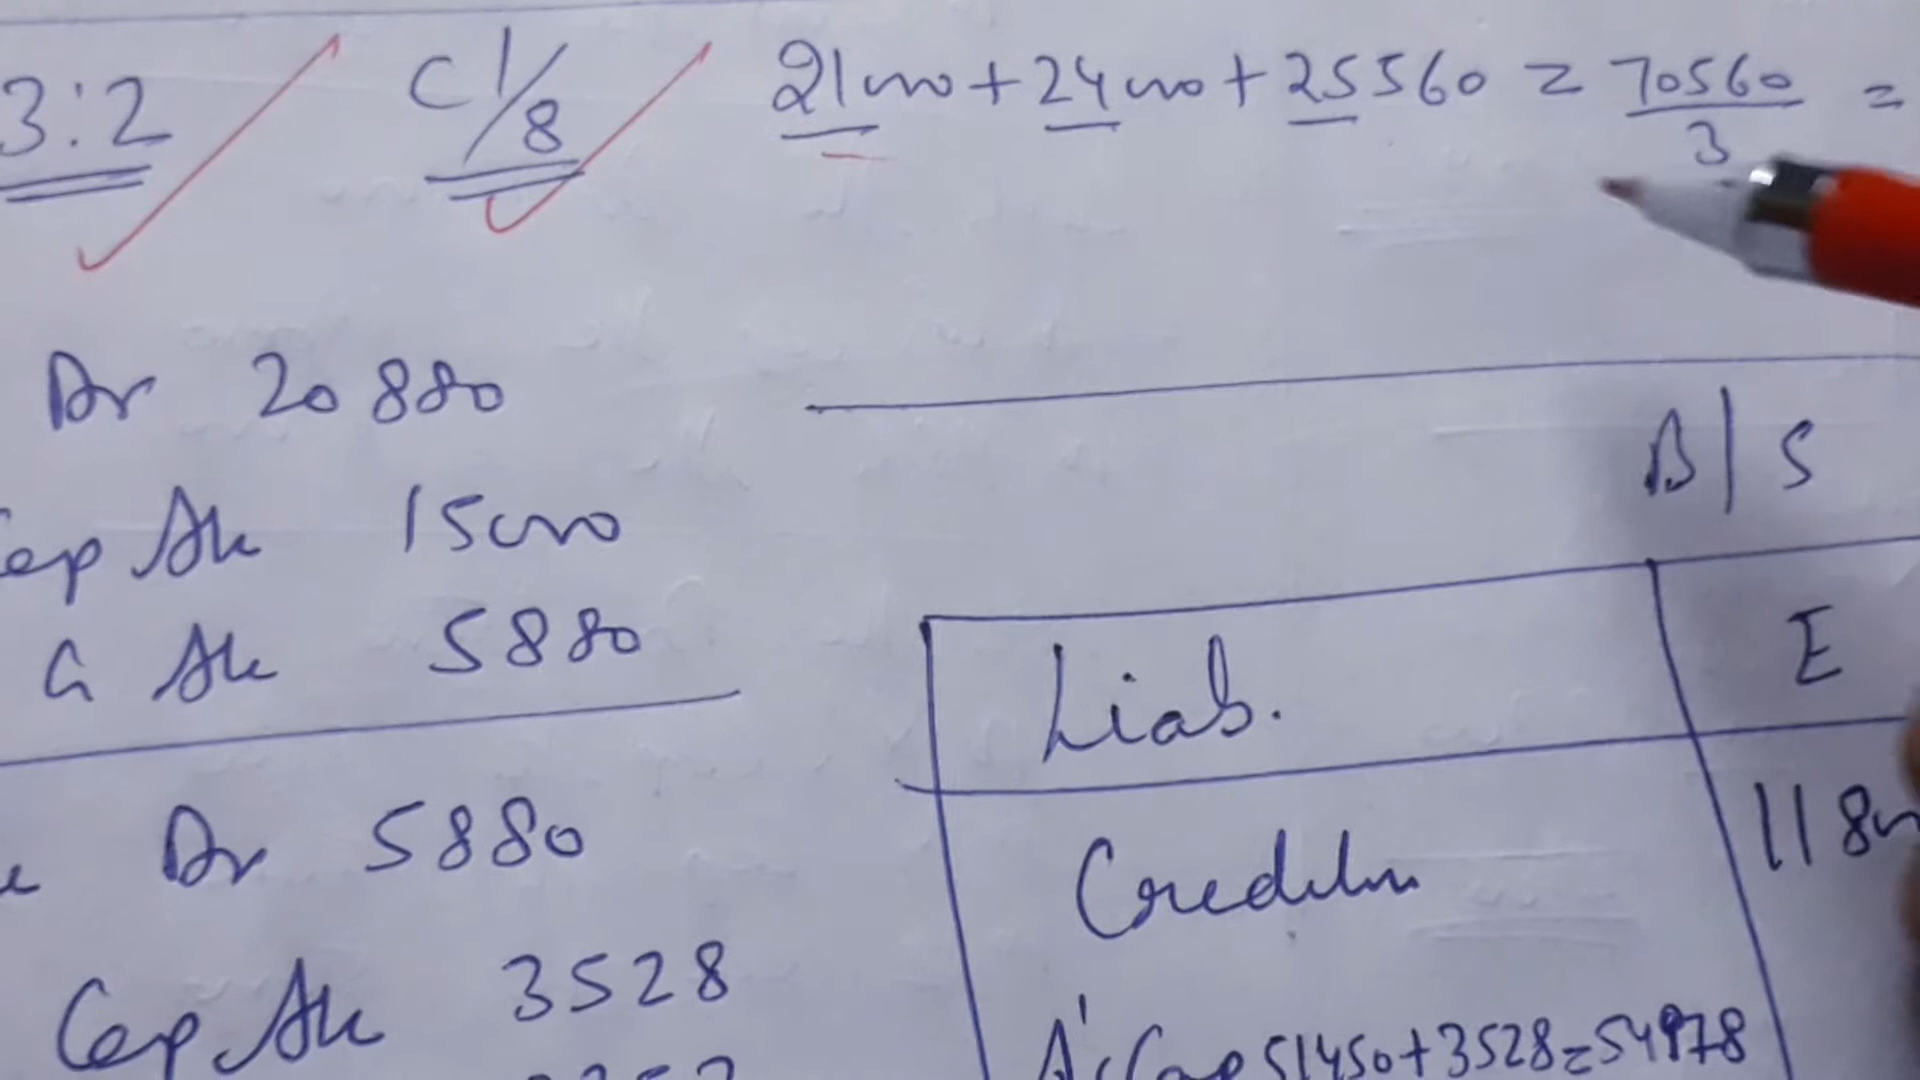 3:2 C 1/8 21000 + 24000 + 25560 = 70560/3 =
Dr 20880
B/S
Cap A/c 15000
G A/c 5880
Liab. E
Dr 5880
Creditors 118
Cap A/c 3528
A's Cap 51450+3528=54978